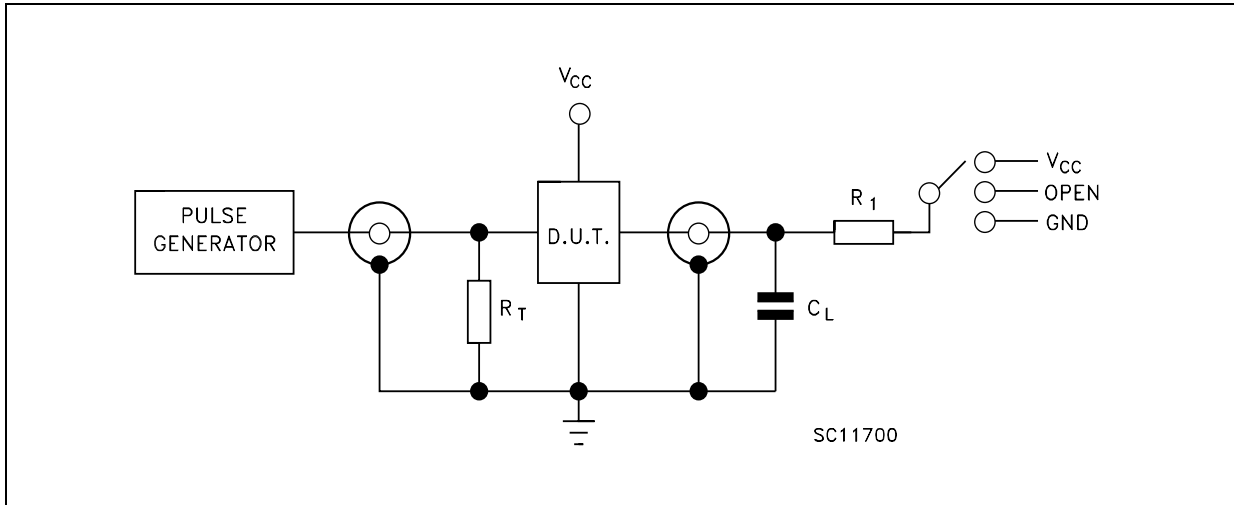 VCC
PULSE
GENERATOR
D.U.T.
RT
CL
R1
VCC
OPEN
GND
SC11700